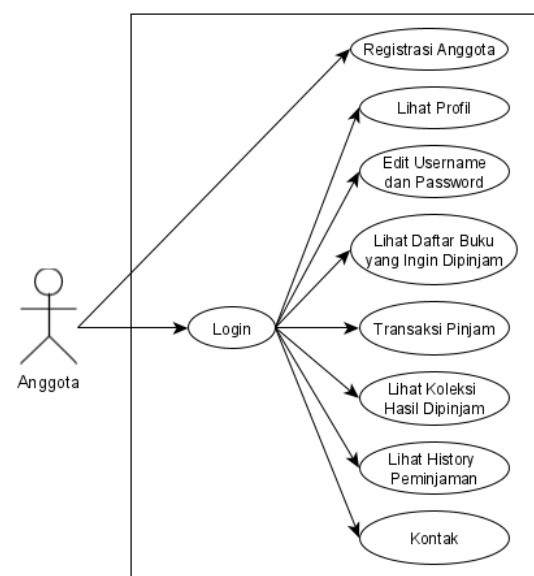 Registrasi Anggota
Lihat Profil
Edit Username
dan Password
Lihat Daftar Buku
yang Ingin Dipinjam
Login
Transaksi Pinjam
Anggota
Lihat Koleksi
Hasil Dipinjam
Lihat History
Peminjaman
Kontak